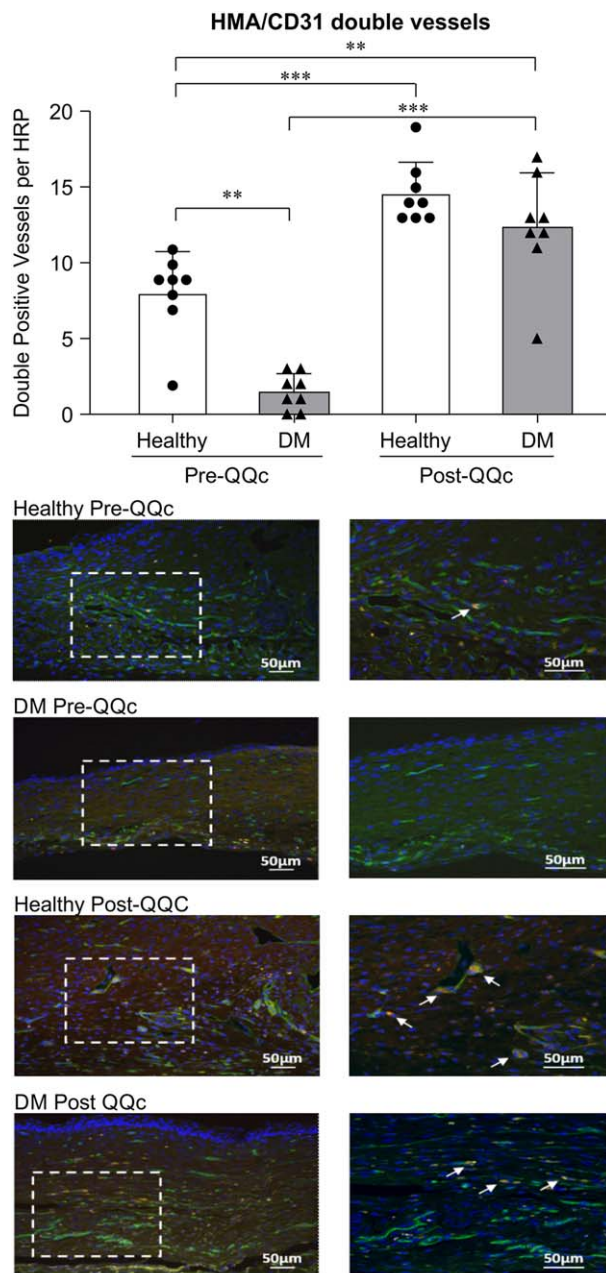 HMA/CD31 double vessels
**
***
***
**
Double Positive Vessels per HRP
20
15
10
5
0
Healthy DM Healthy DM
Pre-QQc Post-QQc
Healthy Pre-QQc
50μm 50μm
DM Pre-QQc
50μm 50μm
Healthy Post-QQC
50μm 50μm
DM Post QQc
50μm 50μm